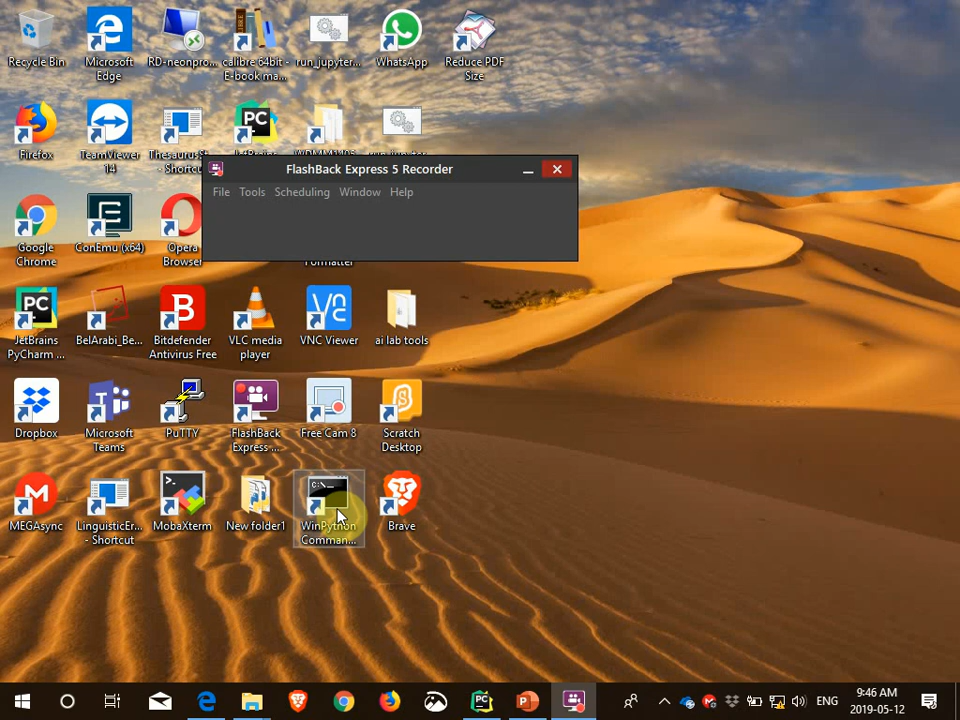 Recycle Bin
Microsoft
Edge
RD-neonpro...
calibre 64bit -
E-book ma...
run_jupyter...
WhatsApp
Reduce PDF
Size
Firefox
TeamViewer
14
ThesaurusSt...
- Shortcut
FlashBack Express 5 Recorder
File Tools Scheduling Window Help
Google
Chrome
ConEmu (x64)
Opera
Browser
Formatter
JetBrains
PyCharm ...
BelArabi_Be...
Bitdefender
Antivirus Free
VLC media
player
VNC Viewer
ai lab tools
Dropbox
Microsoft
Teams
PuTTY
FlashBack
Express ...
Free Cam 8
Scratch
Desktop
MEGAsync
LinguisticEr...
- Shortcut
MobaXterm
New folder1
WinPython
Comman...
Brave
ENG
9:46 AM
2019-05-12